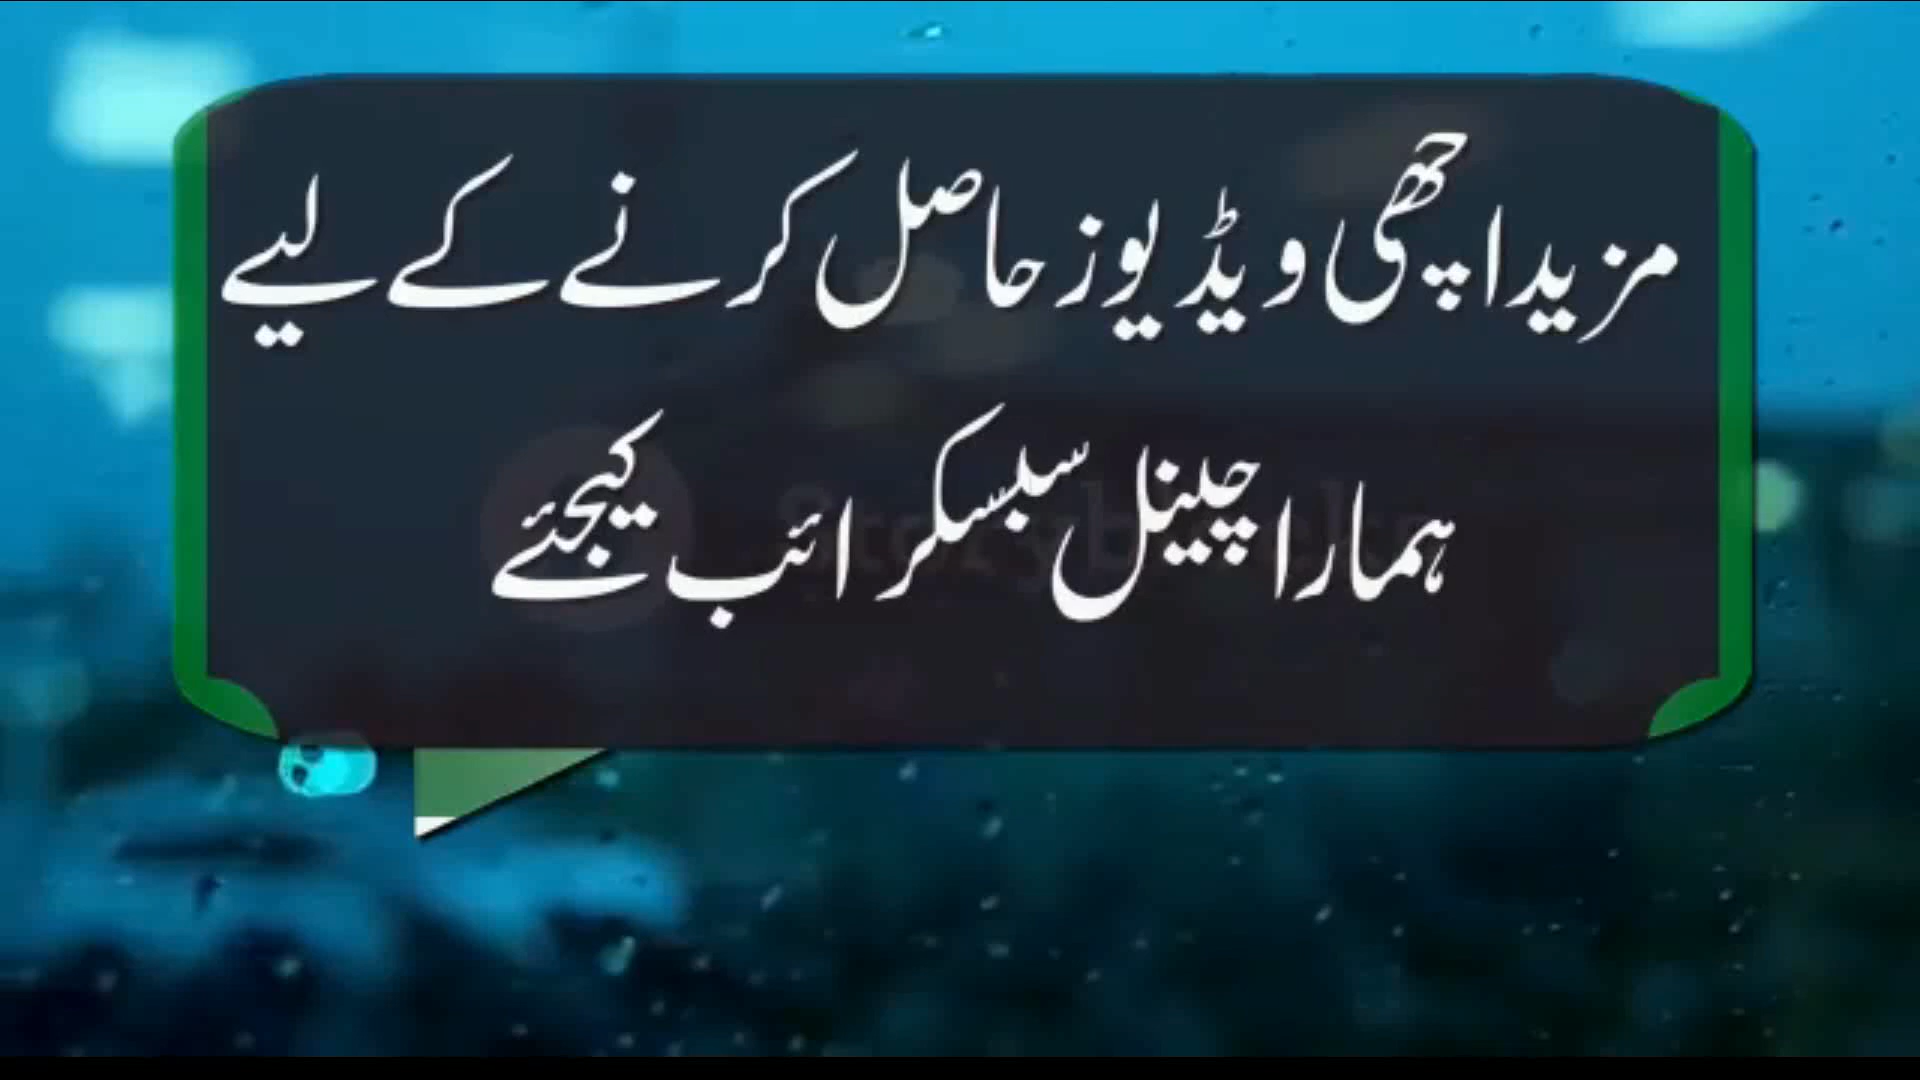 مزید اچھی ویڈیوز حاصل کرنے کے لیے
ہمارا چینل سبسکرائب کیجئے